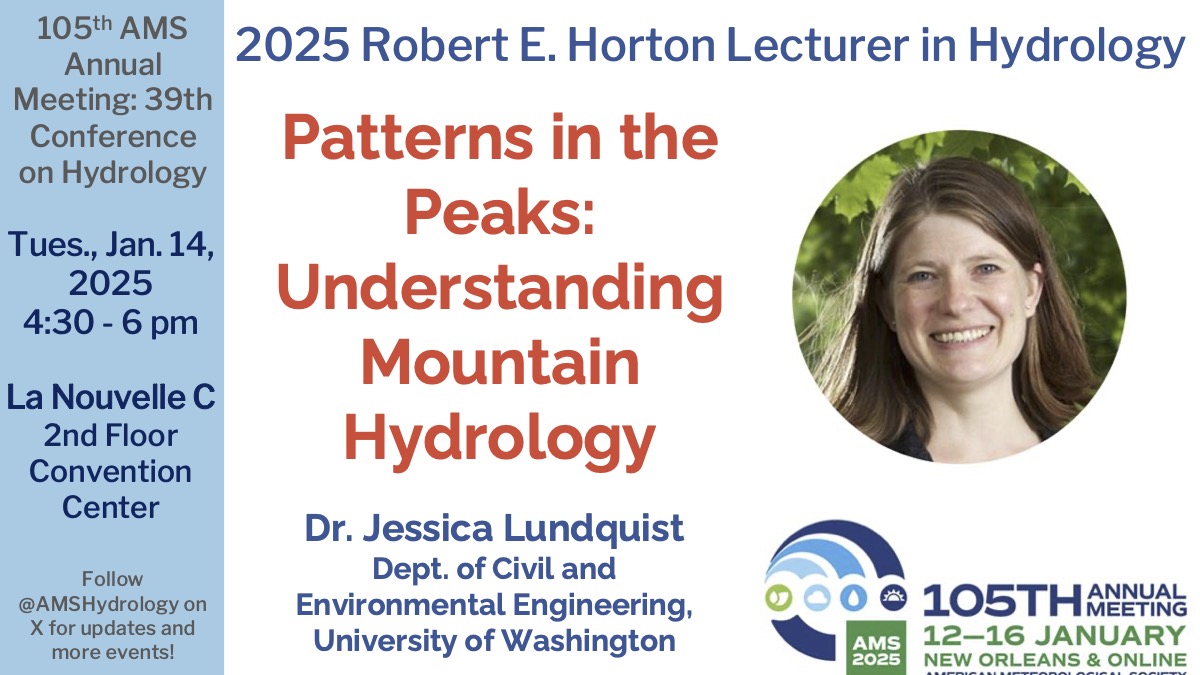 105th AMS
Annual
Meeting: 39th
Conference
on Hydrology
Tues., Jan. 14,
2025
4:30 - 6 pm
La Nouvelle C
2nd Floor
Convention
Center
Follow
@AMSHydrology on
X for updates and
more events!
2025 Robert E. Horton Lecturer in Hydrology
Patterns in the
Peaks:
Understanding
Mountain
Hydrology
Dr. Jessica Lundquist
Dept. of Civil and
Environmental Engineering,
University of Washington
AMS
2025
105TH ANNUAL MEETING
12–16 JANUARY
NEW ORLEANS & ONLINE
AMERICAN METEOROLOGICAL SOCIETY